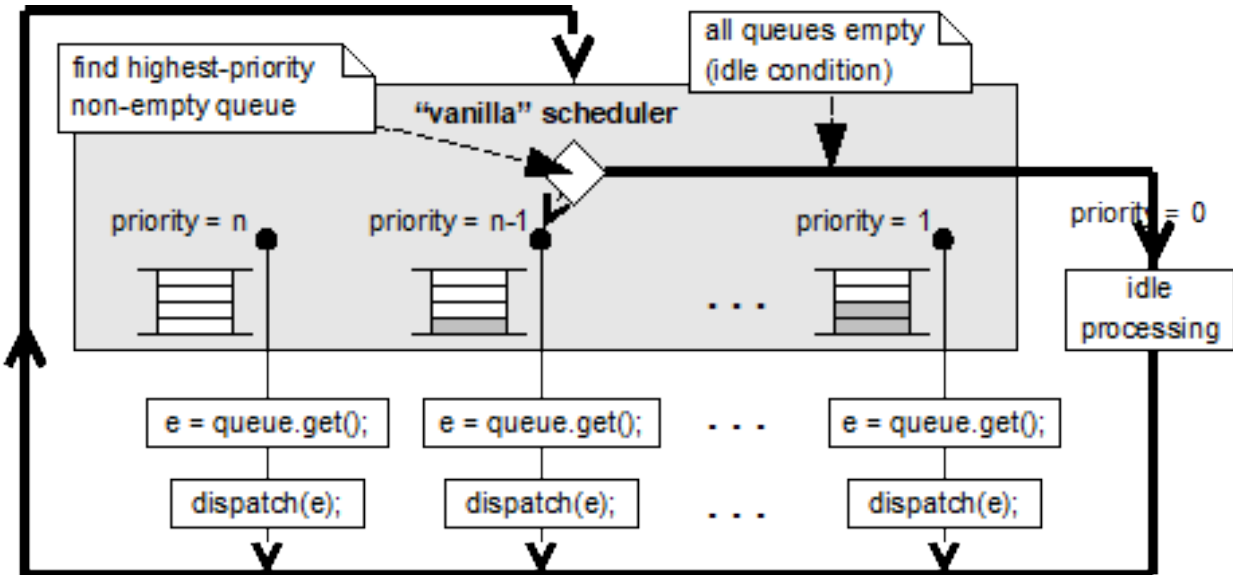 find highest-priority
non-empty queue
all queues empty
(idle condition)
“vanilla” scheduler
priority = n
priority = n-1
priority = 1
priority = 0
. . .
idle
processing
e = queue.get();
e = queue.get();
. . .
e = queue.get();
dispatch(e);
dispatch(e);
. . .
dispatch(e);